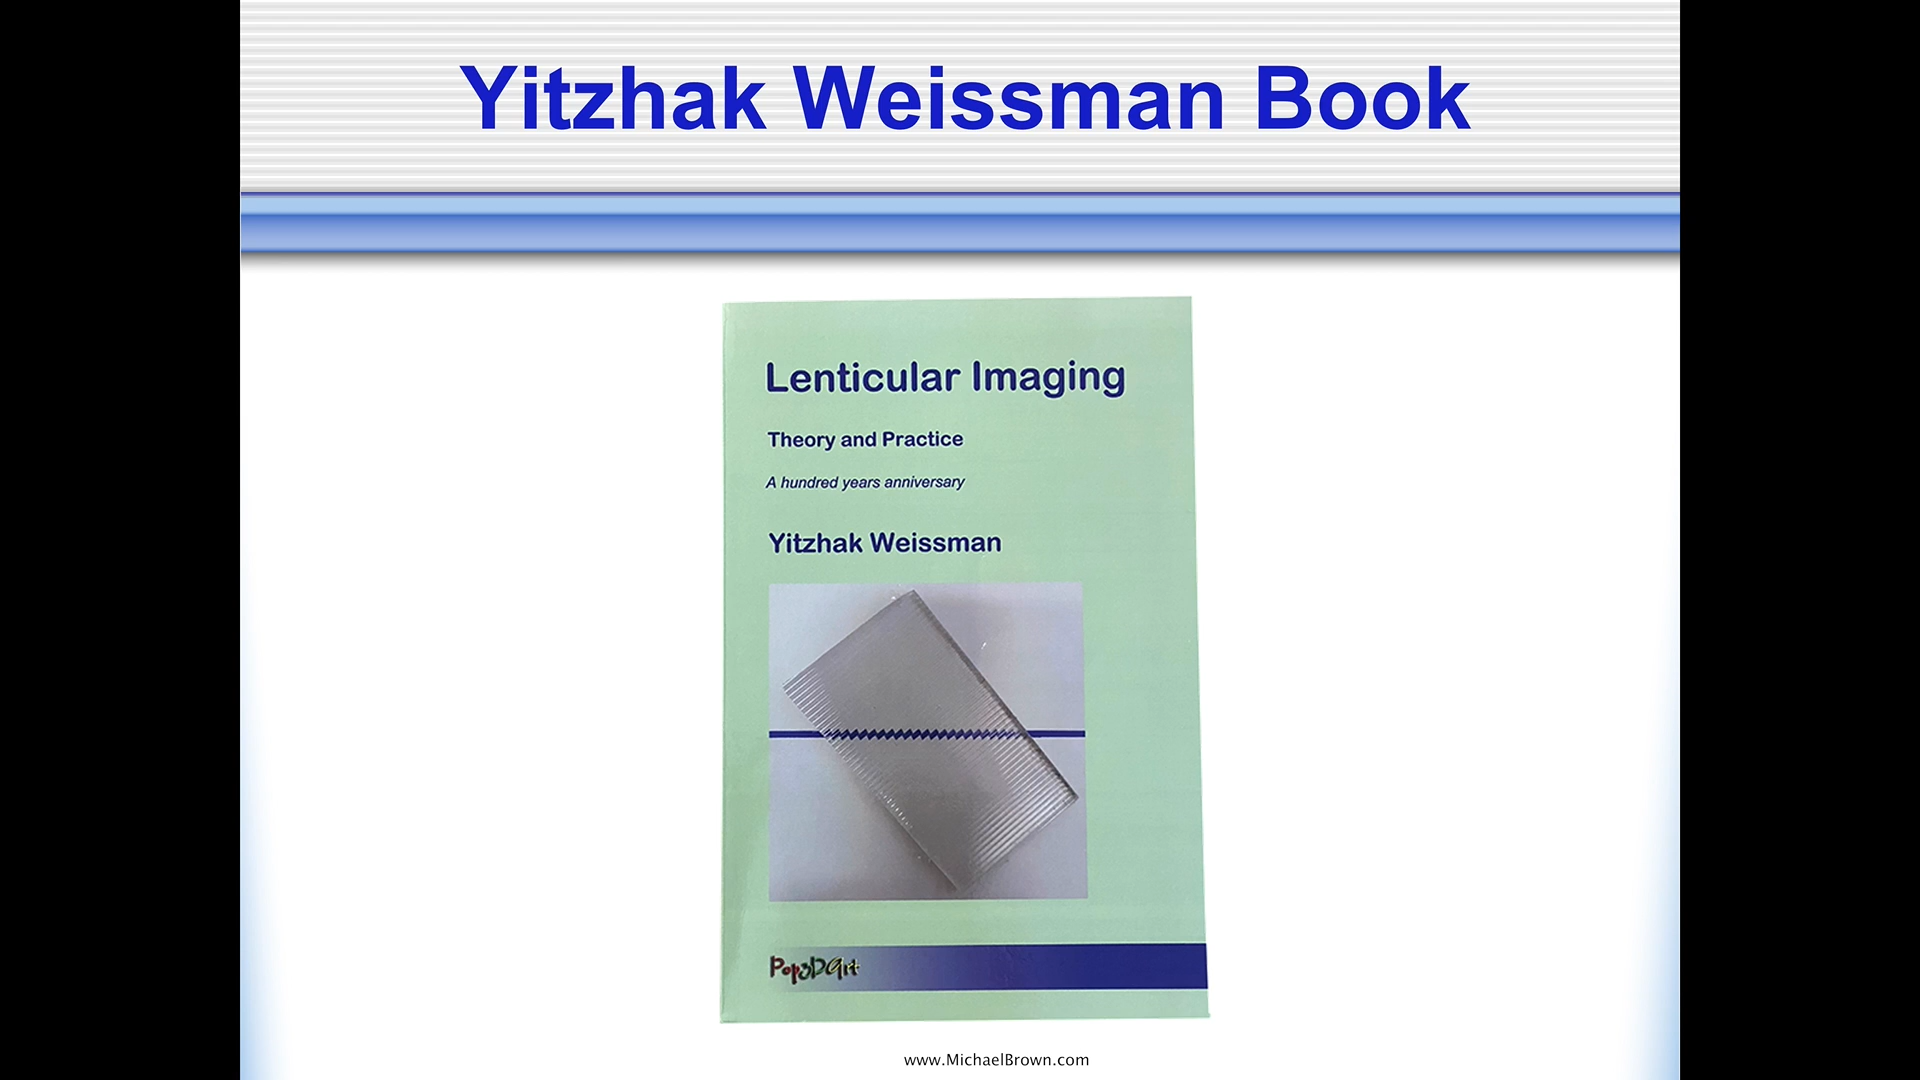 Yitzhak Weissman Book
Lenticular Imaging
Theory and Practice
A hundred years anniversary
Yitzhak Weissman
Pop3DArt
www.MichaelBrown.com